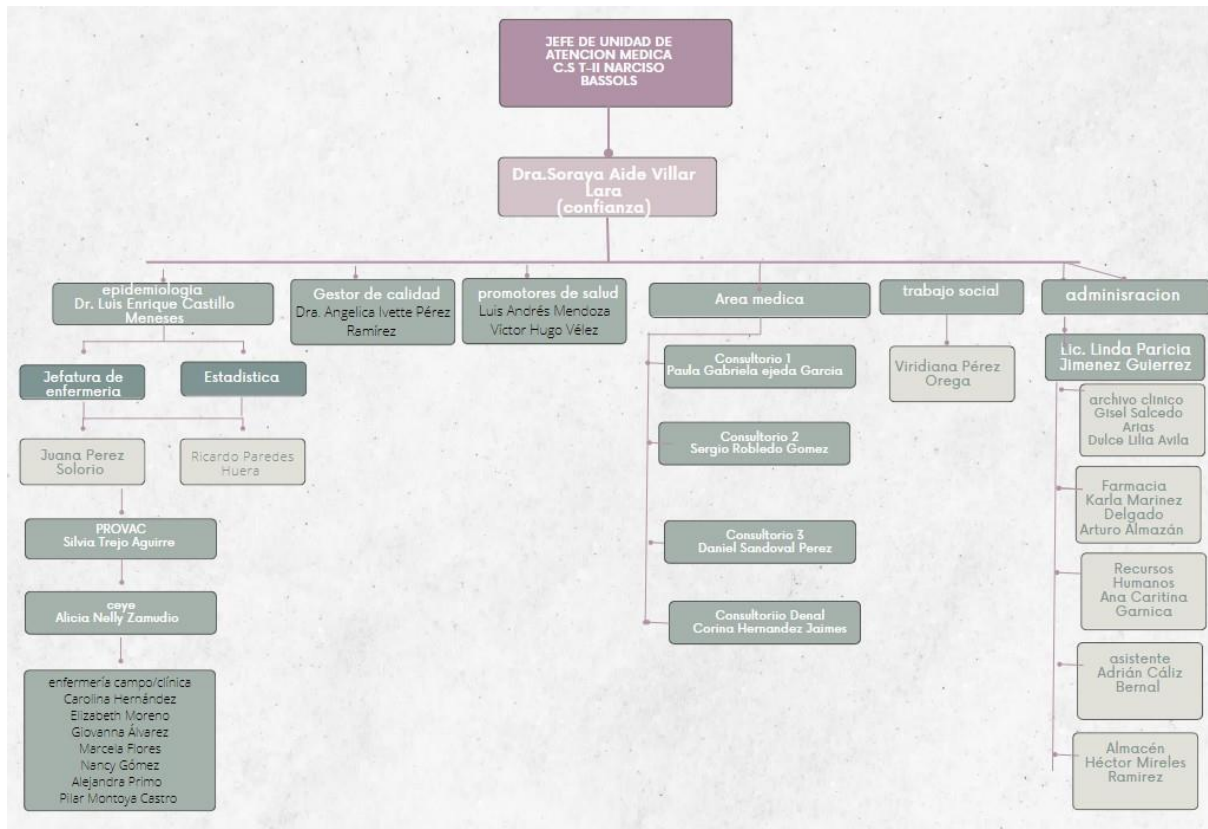 JEFE DE UNIDAD DE
ATENCION MEDICA
C.S T-II NARCISO
BASSOLS
Dra.Soraya Aide Villar
Lara
(confianza)
epidemiologia
Dr. Luis Enrique Castillo
Meneses
Gestor de calidad
Dra. Angelica Ivette Pérez
Ramírez
promotores de salud
Luis Andrés Mendoza
Víctor Hugo Vélez
Area medica
trabajo social
adminisracion
Jefatura de
enfermeria
Estadistica
Juana Perez
Solorio
Ricardo Paredes
Huera
PROVAC
Silvia Trejo Aguirre
ceye
Alicia Nelly Zamudio
enfermería campo/clínica
Carolina Hernández
Elizabeth Moreno
Giovanna Álvarez
Marcela Flores
Nancy Gómez
Alejandra Primo
Pilar Montoya Castro
Consultorio 1
Paula Gabriela ejeda Garcia
Consultorio 2
Sergio Robledo Gomez
Consultorio 3
Daniel Sandoval Perez
Consultoriio Denal
Corina Hernandez Jaimes
Viridiana Pérez
Orega
Lic. Linda Paricia
Jimenez Guierrez
archivo clinico
Gisel Salcedo
Arias
Dulce Lilia Avila
Farmacia
Karla Marinez
Delgado
Arturo Almazán
Recursos
Humanos
Ana Caritina
Garnica
asistente
Adrián Cáliz
Bernal
Almacén
Héctor Mireles
Ramirez